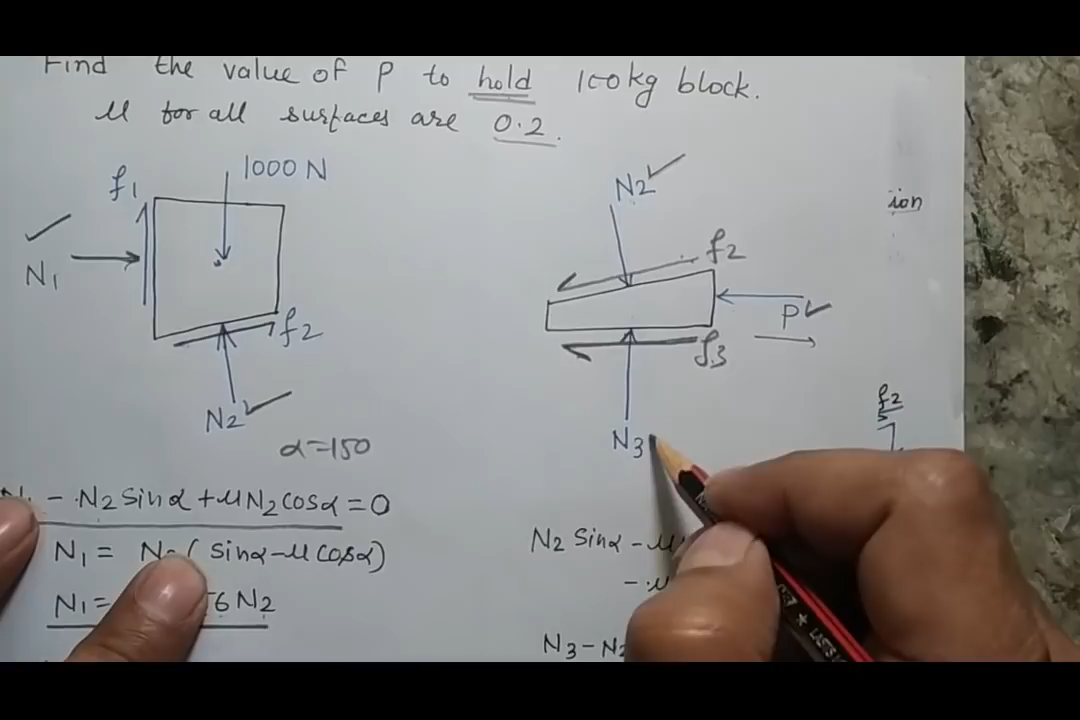 Find the value of P to hold 100kg block.
μ for all surfaces are 0.2.
f1
1000 N
N1
f2
N2
α=150
N2
f2
P
f3
N3
ion
f2
- N2 Sinα + μN2 cosα = 0
N1 = (Sinα - μ cosα)
N1 = 6 N2
N2 Sinα - μ
- μ
N3 - N2